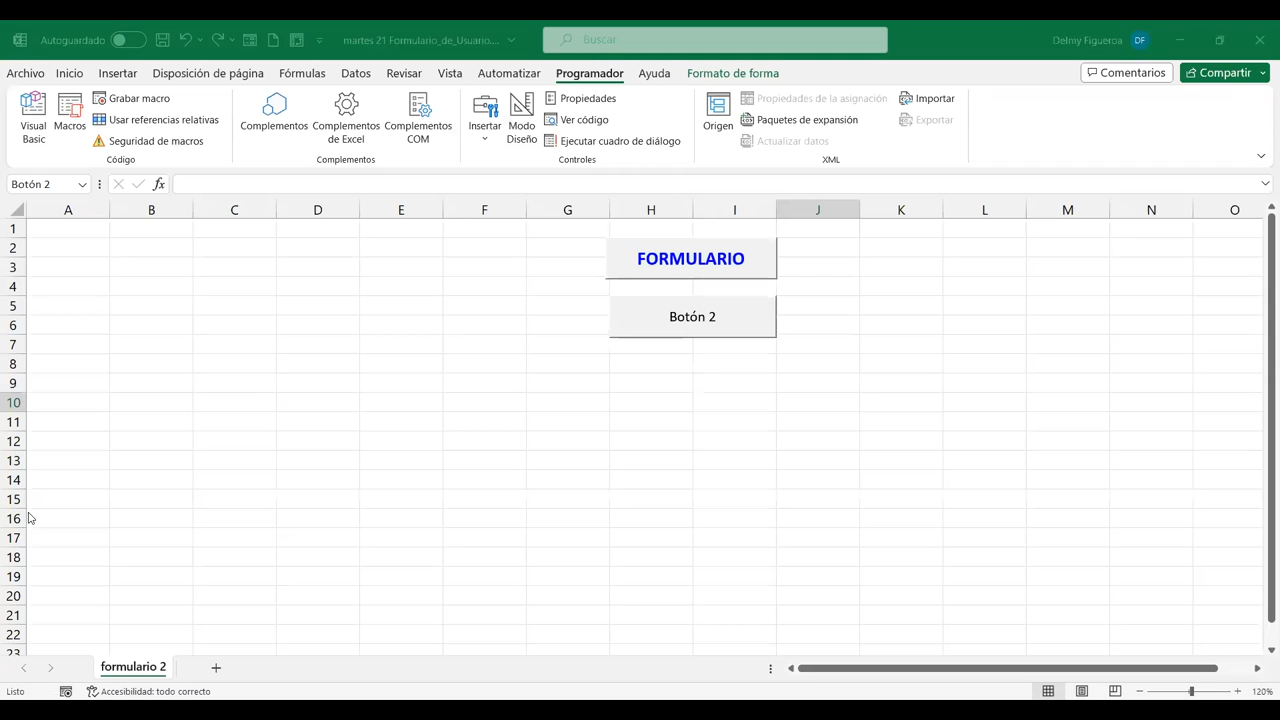 Autoguardado
martes 21 Formulario_de_Usuario....
Buscar
Delmy Figueroa DF
Archivo Inicio Insertar Disposición de página Fórmulas Datos Revisar Vista Automatizar Programador Ayuda Formato de forma
Comentarios Compartir
Visual Basic
Macros
Grabar macro
Usar referencias relativas
Seguridad de macros
Código
Complementos
Complementos de Excel
Complementos COM
Complementos
Insertar
Modo Diseño
Propiedades
Ver código
Ejecutar cuadro de diálogo
Controles
Origen
Propiedades de la asignación
Paquetes de expansión
Actualizar datos
Importar
Exportar
XML
Botón 2 fx
A B C D E F G H I J K L M N O
1
2
3
4
5
6
7
8
9
10
11
12
13
14
15
16
17
18
19
20
21
22
23
FORMULARIO
Botón 2
formulario 2
Listo Accesibilidad: todo correcto 120%